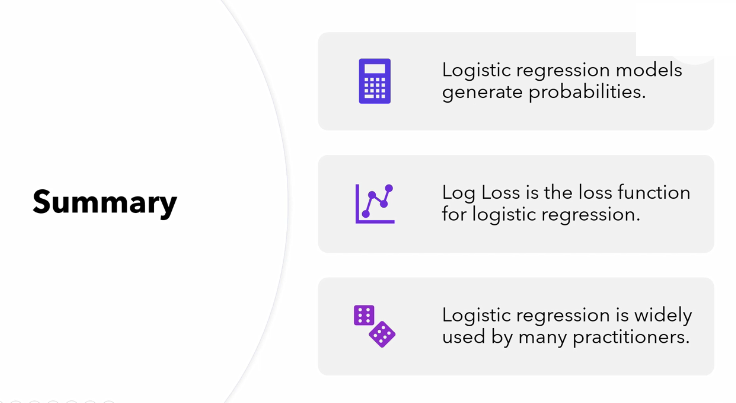 Summary
Logistic regression models
generate probabilities.
Log Loss is the loss function
for logistic regression.
Logistic regression is widely
used by many practitioners.